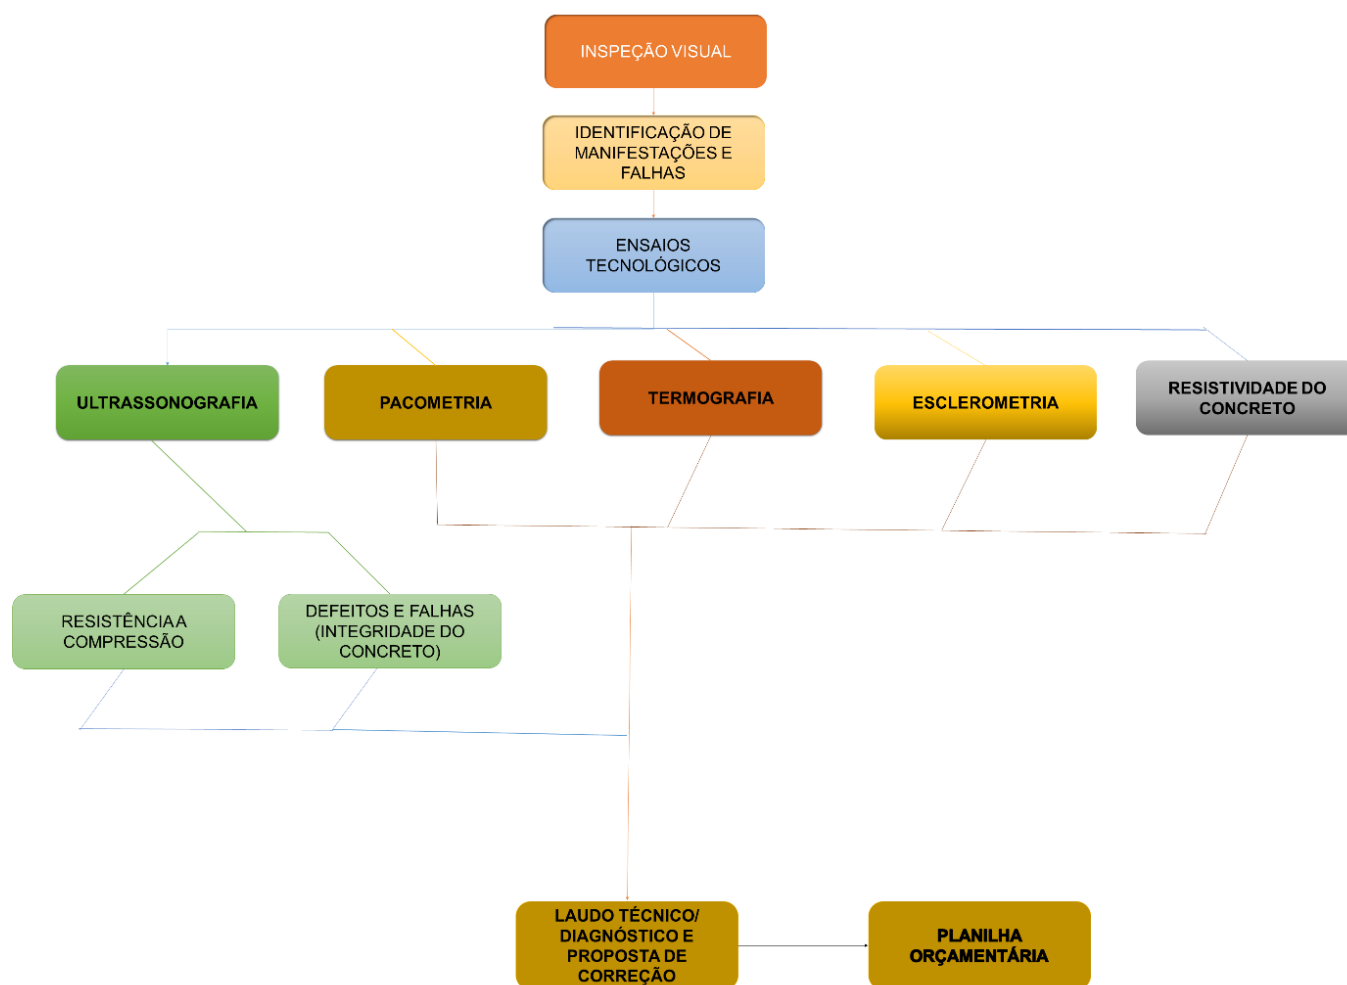 INSPEÇÃO VISUAL
IDENTIFICAÇÃO DE
MANIFESTAÇÕES E
FALHAS
ENSAIOS
TECNOLÓGICOS
ULTRASSONOGRAFIA
PACOMETRIA
TERMOGRAFIA
ESCLEROMETRIA
RESISTIVIDADE DO
CONCRETO
RESISTÊNCIA A
COMPRESSÃO
DEFEITOS E FALHAS
(INTEGRIDADE DO
CONCRETO)
LAUDO TÉCNICO/
DIAGNÓSTICO E
PROPOSTA DE
CORREÇÃO
PLANILHA
ORÇAMENTÁRIA